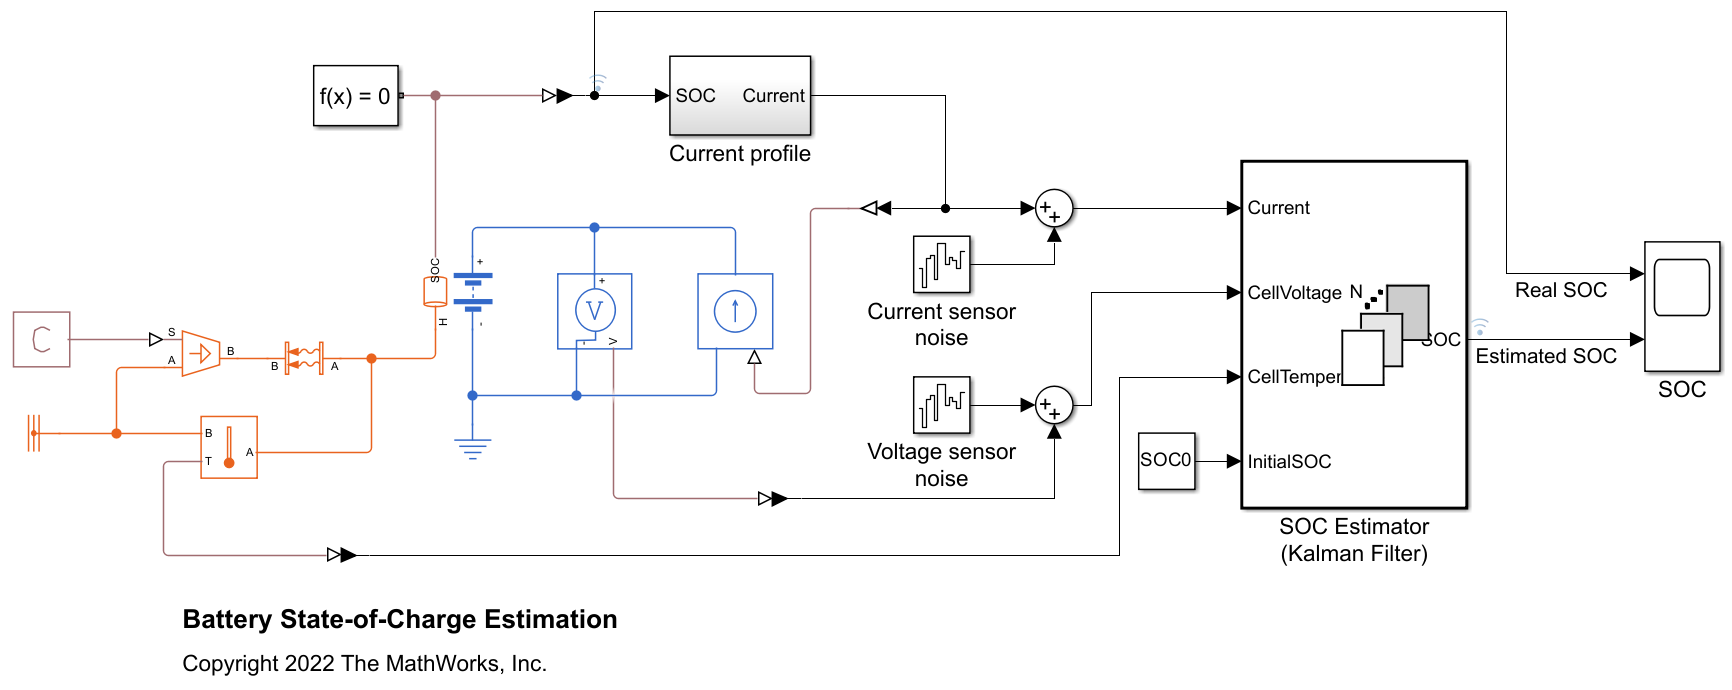 f(x) = 0
SOC Current
Current profile
Current
Current sensor
noise
CellVoltage
N
Real SOC
SOC
Estimated SOC
SOC
CellTemper
Voltage sensor
noise
SOC0
InitialSOC
SOC Estimator
(Kalman Filter)
SOC
H
+
-
+
V
-
V
C
S
A
B
B
A
B
T
A
+
+
+
+
Battery State-of-Charge Estimation
Copyright 2022 The MathWorks, Inc.